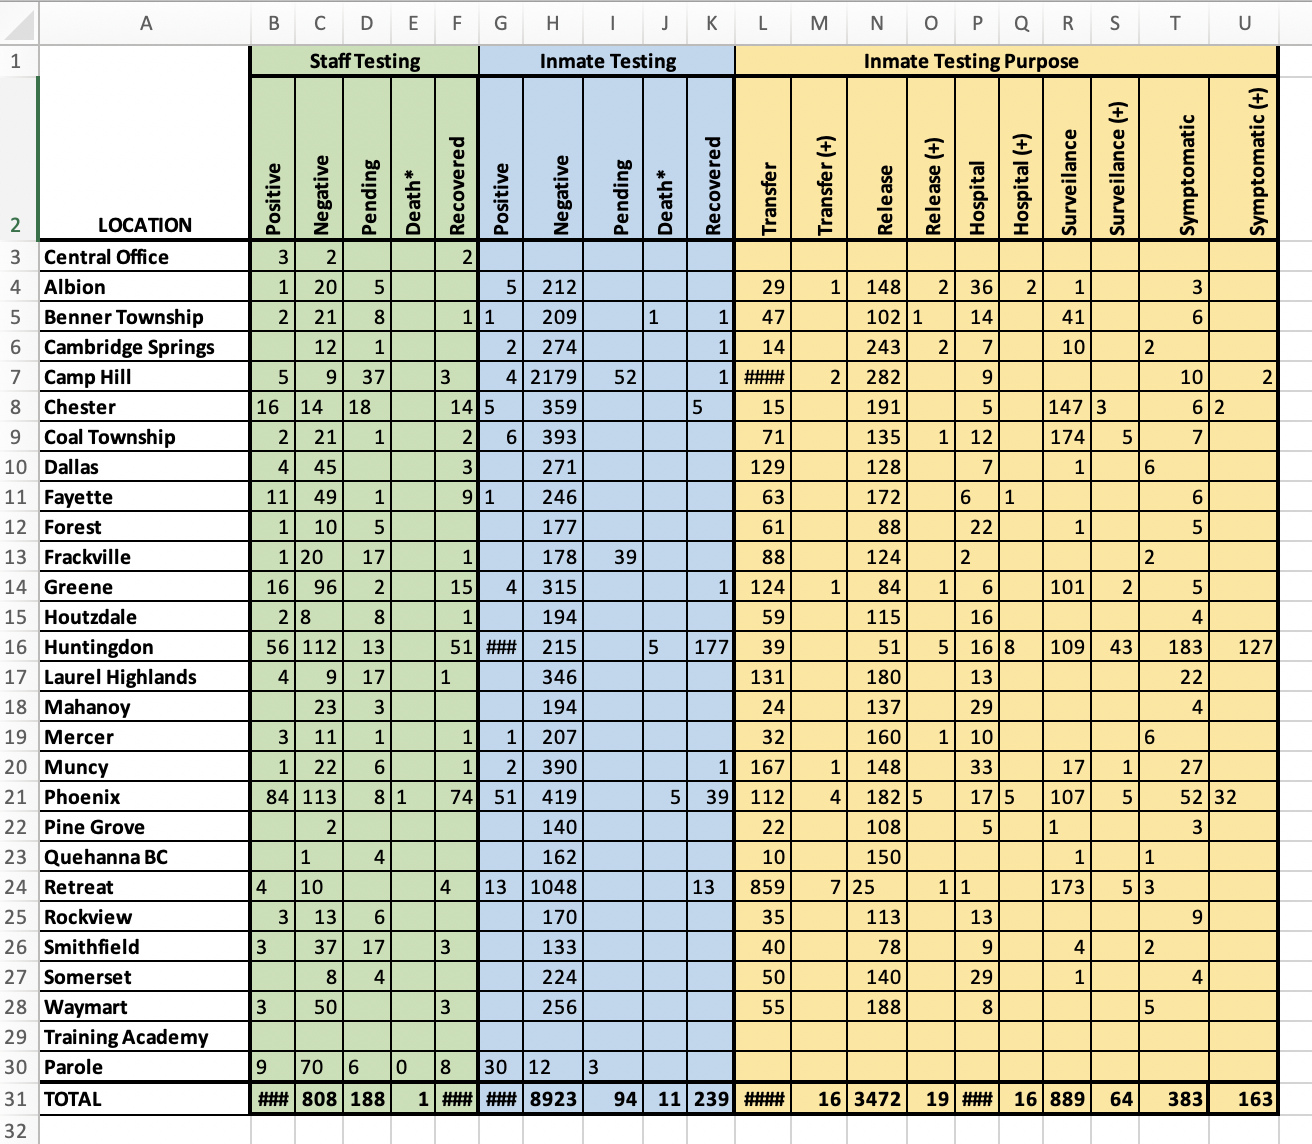 A B C D E F G H I J K L M N O P Q R S T U
1 Staff Testing Inmate Testing Inmate Testing Purpose
2 LOCATION Positive Negative Pending Death* Recovered Positive Negative Pending Death* Recovered Transfer Transfer (+) Release Release (+) Hospital Hospital (+) Surveilance Surveilance (+) Symptomatic Symptomatic (+)
3 Central Office 3 2 2
4 Albion 1 20 5 5 212 29 1 148 2 36 2 1 3
5 Benner Township 2 21 8 1 1 209 1 1 47 102 1 14 41 6
6 Cambridge Springs 12 1 2 274 1 14 243 2 7 10 2
7 Camp Hill 5 9 37 3 4 2179 52 1 #### 2 282 9 10 2
8 Chester 16 14 18 14 5 359 5 15 191 5 147 3 6 2
9 Coal Township 2 21 1 2 6 393 71 135 1 12 174 5 7
10 Dallas 4 45 3 271 129 128 7 1 6
11 Fayette 11 49 1 9 1 246 63 172 6 1 6
12 Forest 1 10 5 177 61 88 22 1 5
13 Frackville 1 20 17 1 178 39 88 124 2 2
14 Greene 16 96 2 15 4 315 1 124 1 84 1 6 101 2 5
15 Houtzdale 2 8 8 1 194 59 115 16 4
16 Huntingdon 56 112 13 51 ### 215 5 177 39 51 5 16 8 109 43 183 127
17 Laurel Highlands 4 9 17 1 346 131 180 13 22
18 Mahanoy 23 3 194 24 137 29 4
19 Mercer 3 11 1 1 1 207 32 160 1 10 6
20 Muncy 1 22 6 1 2 390 1 167 1 148 33 17 1 27
21 Phoenix 84 113 8 1 74 51 419 5 39 112 4 182 5 17 5 107 5 52 32
22 Pine Grove 2 140 22 108 5 1 3
23 Quehanna BC 1 4 162 10 150 1 1
24 Retreat 4 10 4 13 1048 13 859 7 25 1 1 173 5 3
25 Rockview 3 13 6 170 35 113 13 9
26 Smithfield 3 37 17 3 133 40 78 9 4 2
27 Somerset 8 4 224 50 140 29 1 4
28 Waymart 3 50 3 256 55 188 8 5
29 Training Academy
30 Parole 9 70 6 0 8 30 12 3
31 TOTAL ### 808 188 1 ### ### 8923 94 11 239 #### 16 3472 19 ### 16 889 64 383 163
32